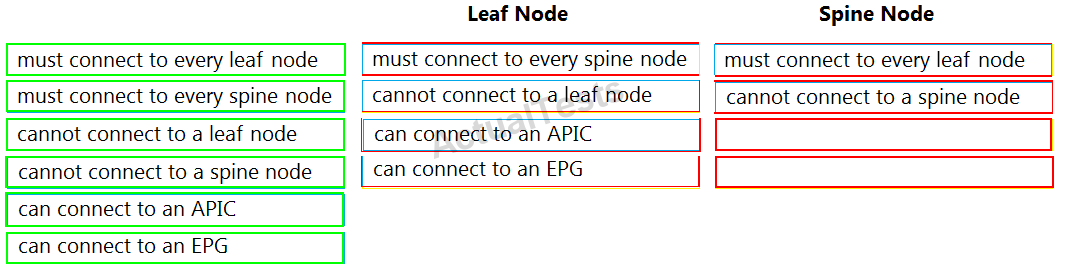 Leaf Node
Spine Node
must connect to every leaf node
must connect to every spine node
cannot connect to a leaf node
cannot connect to a spine node
can connect to an APIC
can connect to an EPG
must connect to every spine node
cannot connect to a leaf node
can connect to an APIC
can connect to an EPG
must connect to every leaf node
cannot connect to a spine node
ActualTests